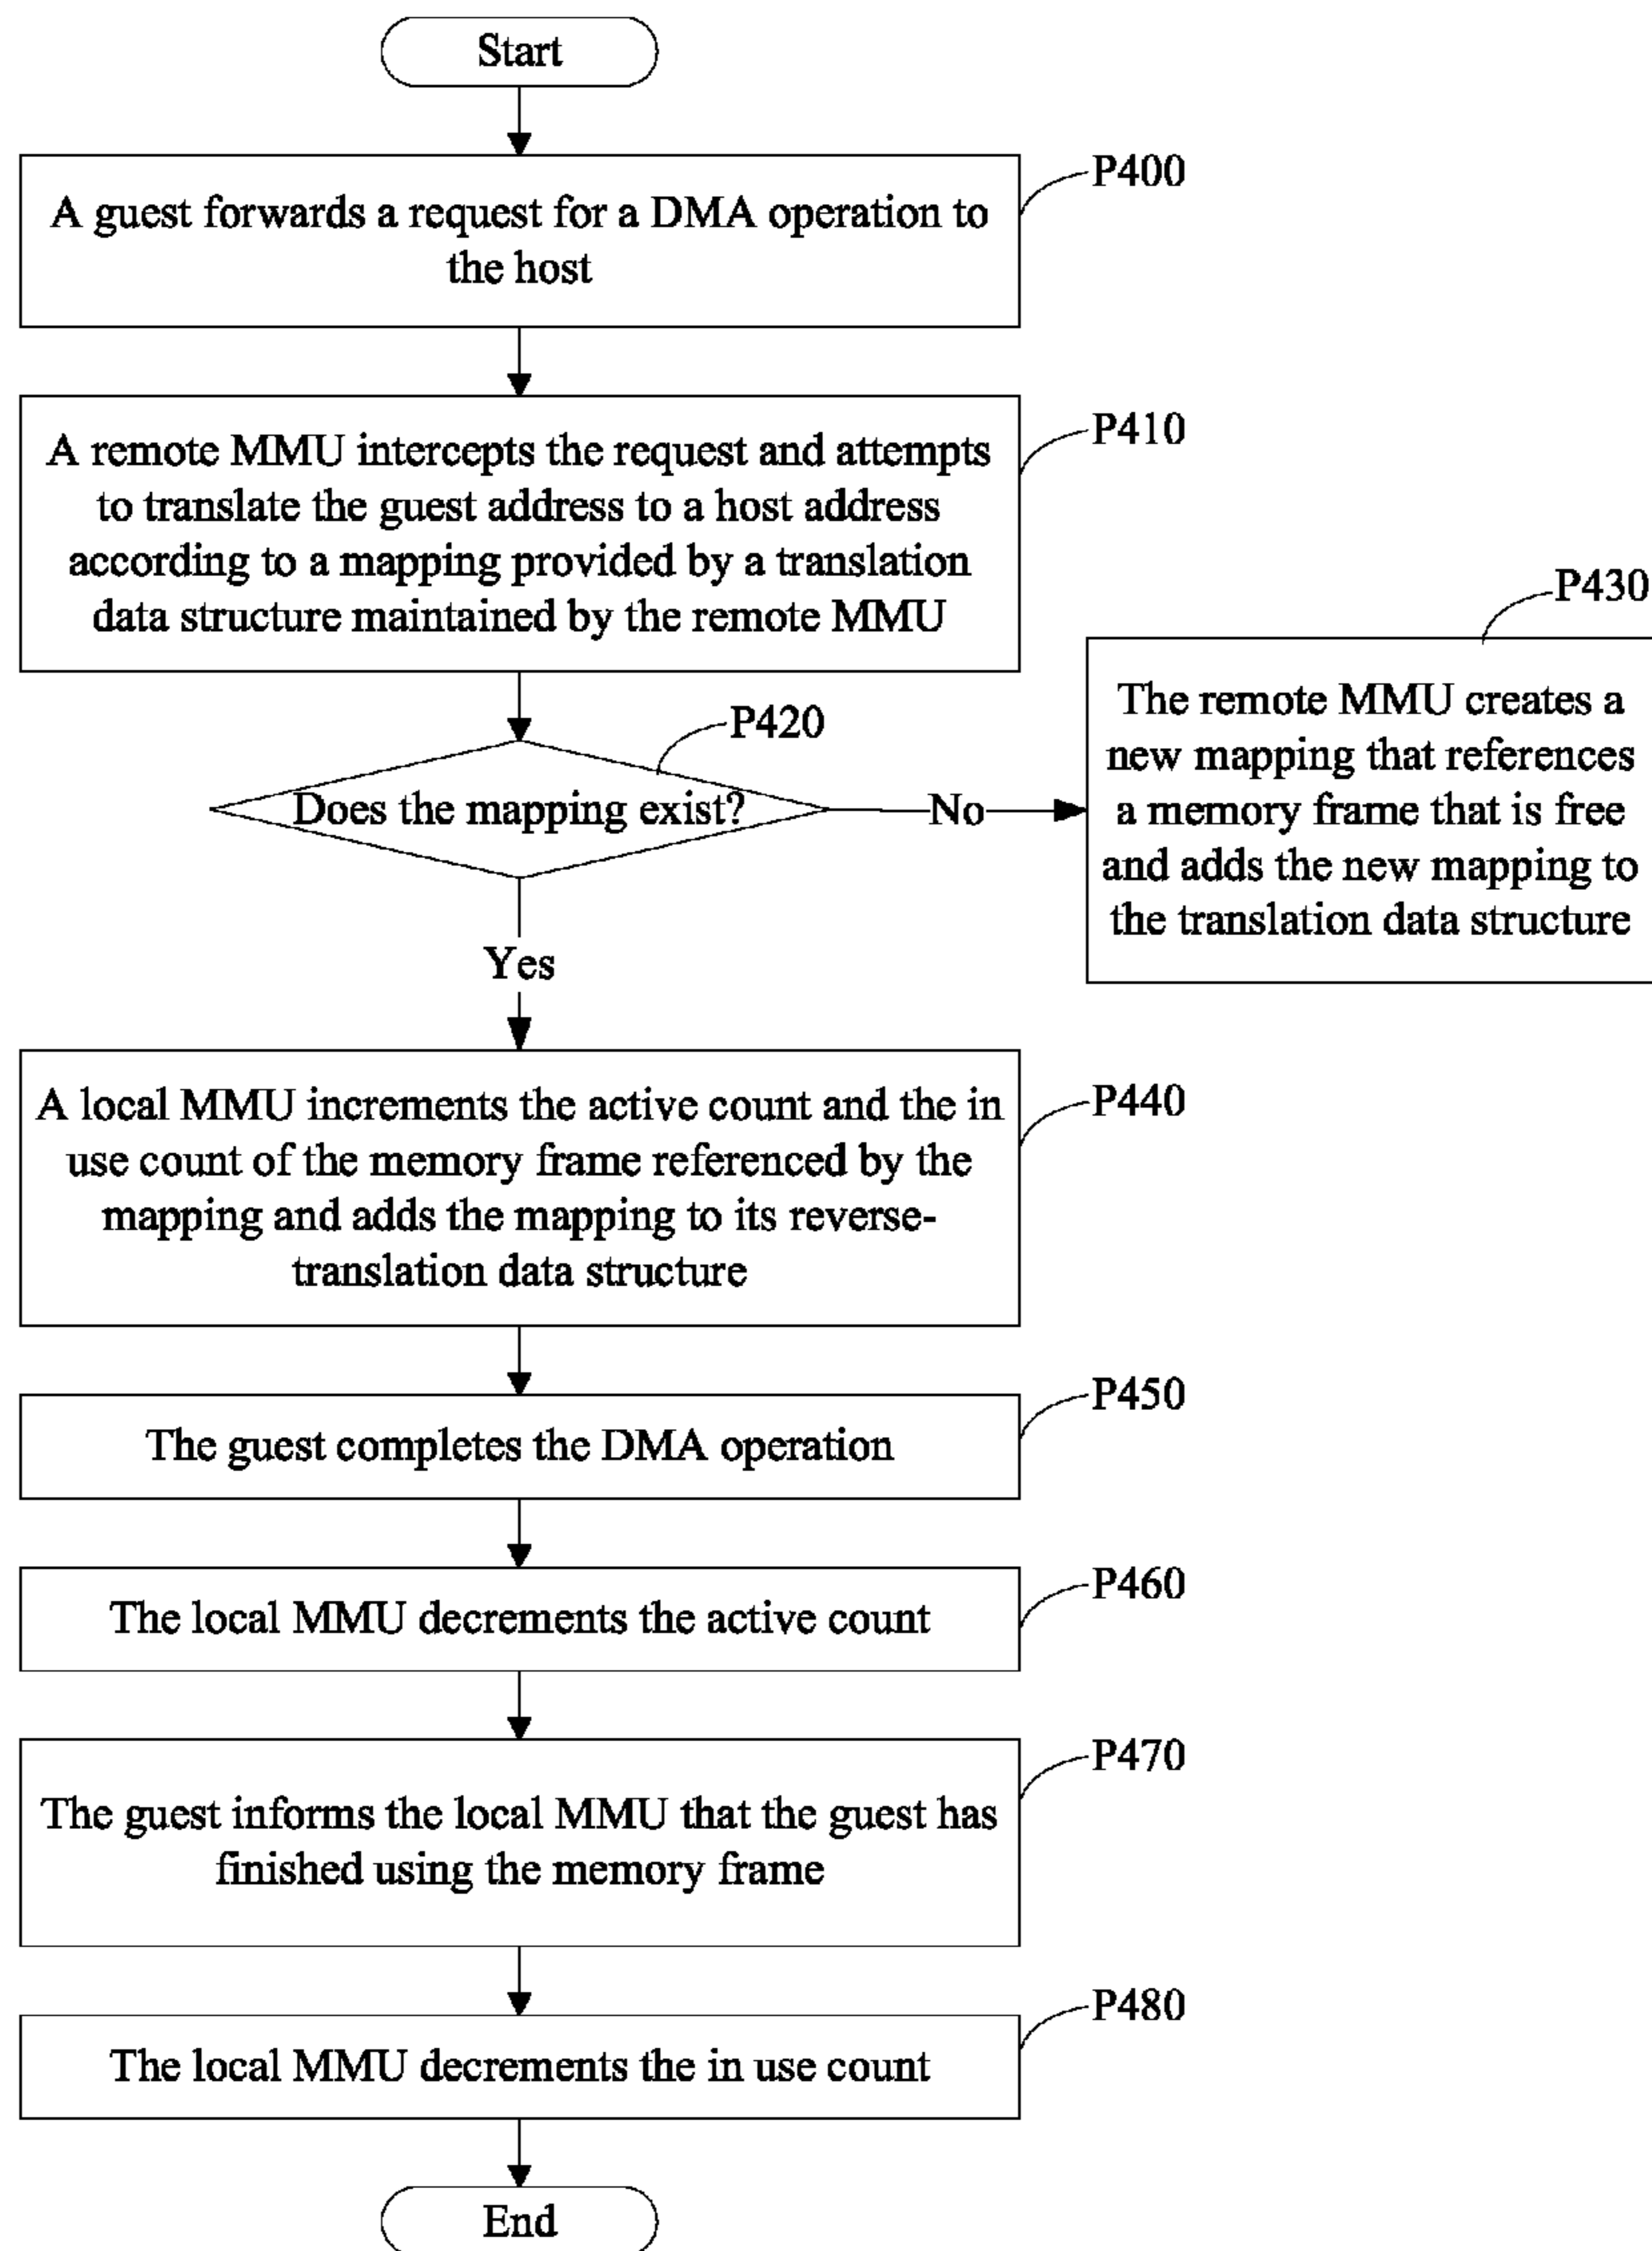 Start
P400
A guest forwards a request for a DMA operation to
the host
P410
A remote MMU intercepts the request and attempts
to translate the guest address to a host address
according to a mapping provided by a translation
data structure maintained by the remote MMU
P420
Does the mapping exist?
No
P430
The remote MMU creates a
new mapping that references
a memory frame that is free
and adds the new mapping to
the translation data structure
Yes
P440
A local MMU increments the active count and the in
use count of the memory frame referenced by the
mapping and adds the mapping to its reverse-
translation data structure
P450
The guest completes the DMA operation
P460
The local MMU decrements the active count
P470
The guest informs the local MMU that the guest has
finished using the memory frame
P480
The local MMU decrements the in use count
End